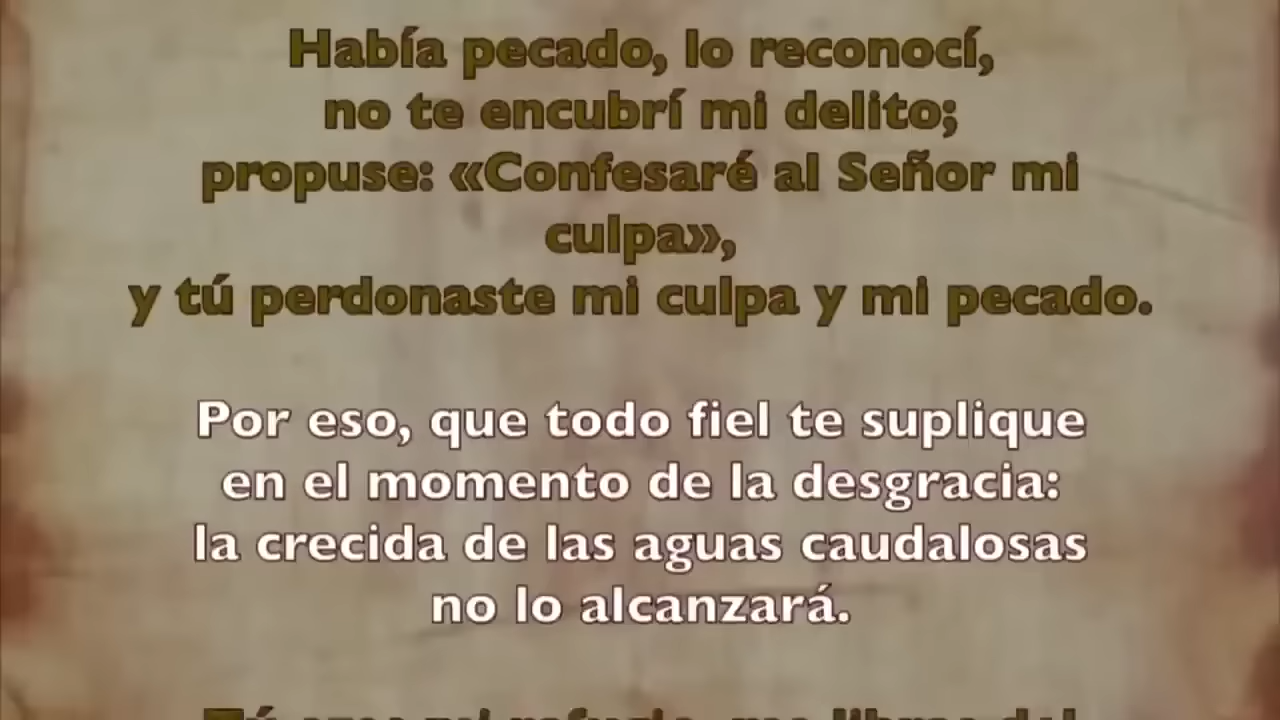 Había pecado, lo reconocí,
no te encubrí mi delito;
propuse: «Confesaré al Señor mi
culpa»,
y tú perdonaste mi culpa y mi pecado.
Por eso, que todo fiel te suplique
en el momento de la desgracia:
la crecida de las aguas caudalosas
no lo alcanzará.